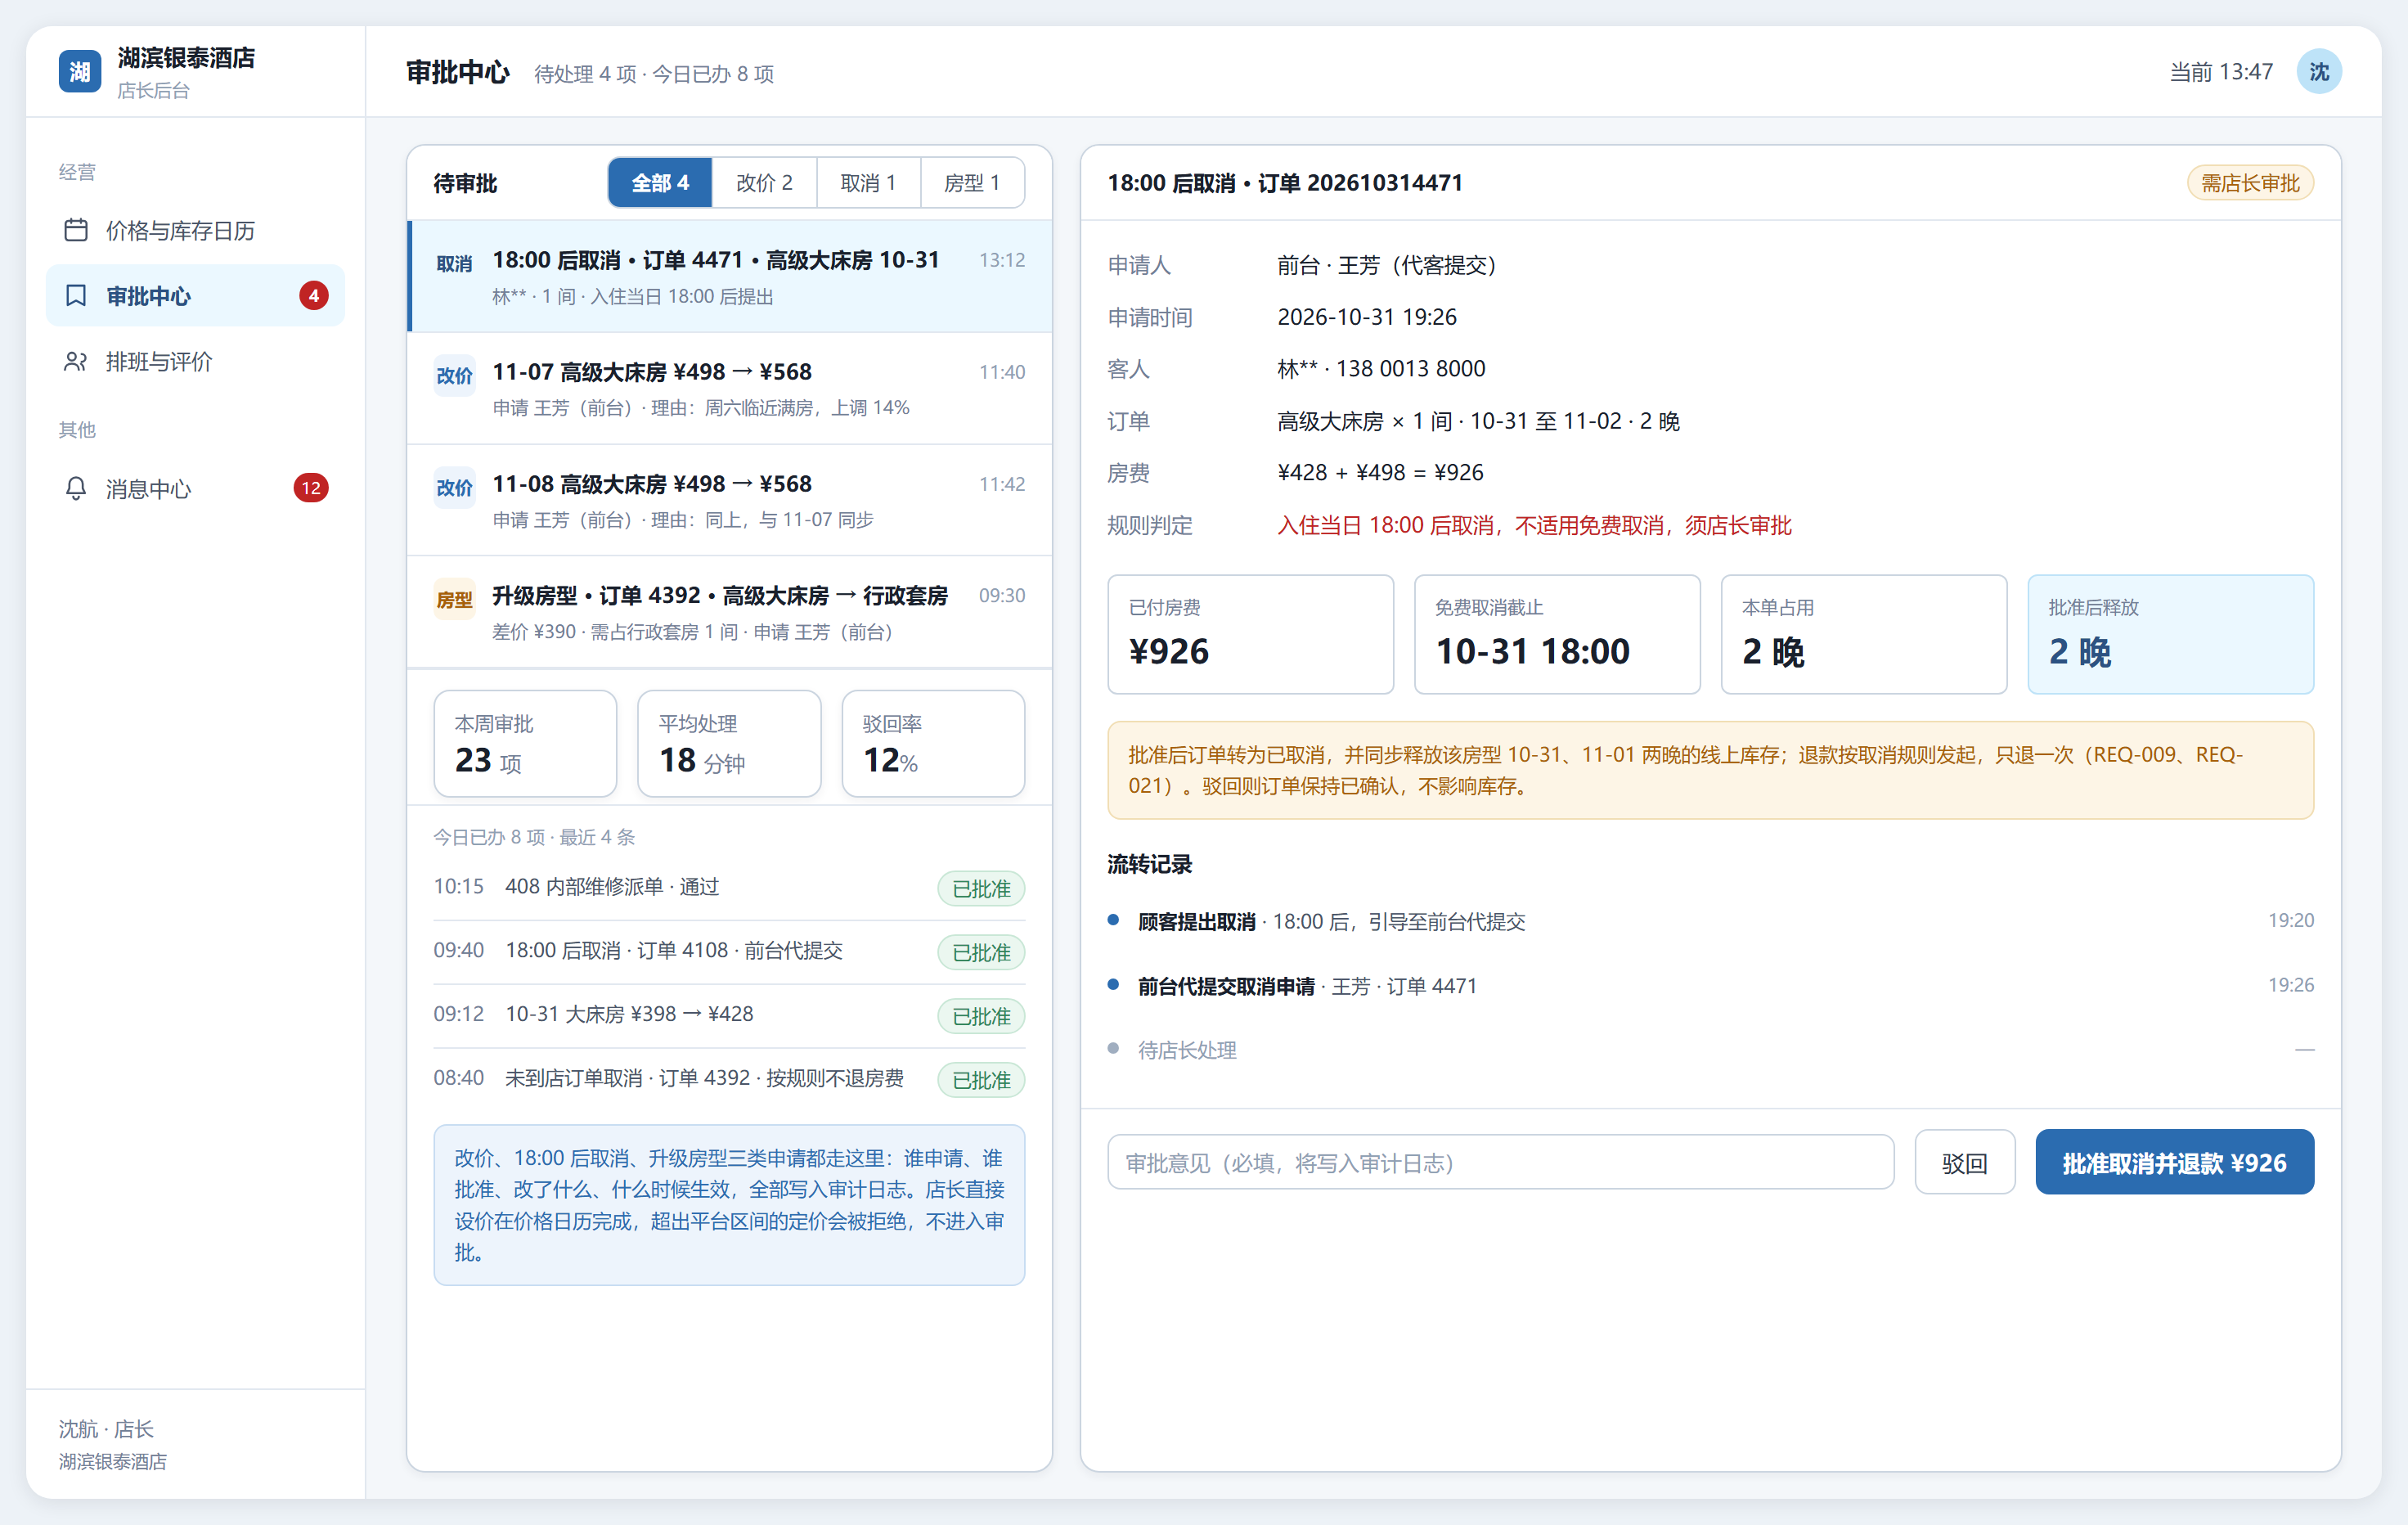 湖
湖滨银泰酒店
店长后台
经营
价格与库存日历
审批中心
4
排班与评价
其他
消息中心
12
沈航 · 店长
湖滨银泰酒店
审批中心
待处理 4 项 · 今日已办 8 项
当前 13:47
沈
待审批
全部 4
改价 2
取消 1
房型 1
取消
18:00 后取消 • 订单 4471 • 高级大床房 10-31
13:12
林** · 1 间 · 入住当日 18:00 后提出
改价
11-07 高级大床房 ¥498 → ¥568
11:40
申请 王芳（前台）· 理由：周六临近满房，上调 14%
改价
11-08 高级大床房 ¥498 → ¥568
11:42
申请 王芳（前台）· 理由：同上，与 11-07 同步
房型
升级房型 • 订单 4392 • 高级大床房 → 行政套房
09:30
差价 ¥390 · 需占行政套房 1 间 · 申请 王芳（前台）
本周审批
23 项
平均处理
18 分钟
驳回率
12%
今日已办 8 项 · 最近 4 条
10:15 408 内部维修派单 · 通过 已批准
09:40 18:00 后取消 · 订单 4108 · 前台代提交 已批准
09:12 10-31 大床房 ¥398 → ¥428 已批准
08:40 未到店订单取消 · 订单 4392 · 按规则不退房费 已批准
改价、18:00 后取消、升级房型三类申请都走这里：谁申请、谁
批准、改了什么、什么时候生效，全部写入审计日志。店长直接
设价在价格日历完成，超出平台区间的定价会被拒绝，不进入审
批。
18:00 后取消 • 订单 202610314471
需店长审批
申请人 前台 · 王芳（代客提交）
申请时间 2026-10-31 19:26
客人 林** · 138 0013 8000
订单 高级大床房 × 1 间 · 10-31 至 11-02 · 2 晚
房费 ¥428 + ¥498 = ¥926
规则判定 入住当日 18:00 后取消，不适用免费取消，须店长审批
已付房费
¥926
免费取消截止
10-31 18:00
本单占用
2 晚
批准后释放
2 晚
批准后订单转为已取消，并同步释放该房型 10-31、11-01 两晚的线上库存；退款按取消规则发起，只退一次（REQ-009、REQ-
021）。驳回则订单保持已确认，不影响库存。
流转记录
顾客提出取消 · 18:00 后，引导至前台代提交 19:20
前台代提交取消申请 · 王芳 · 订单 4471 19:26
待店长处理 —
审批意见（必填，将写入审计日志）
驳回
批准取消并退款 ¥926